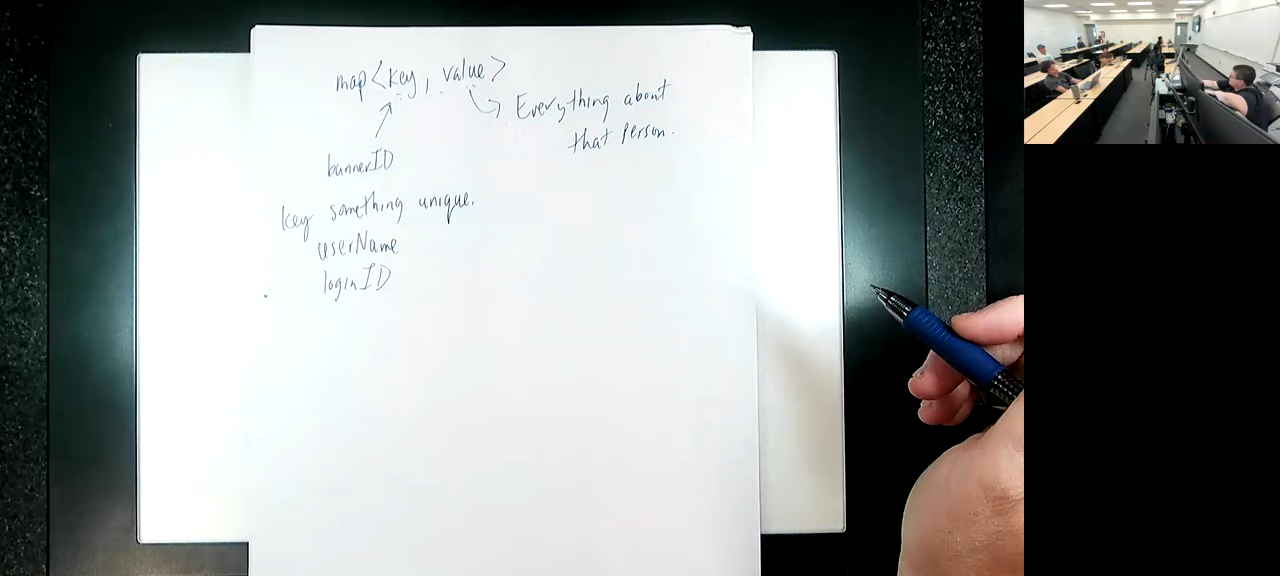 map<key, value>
Everything about
that person.
bannerID
key something unique.
userName
loginID